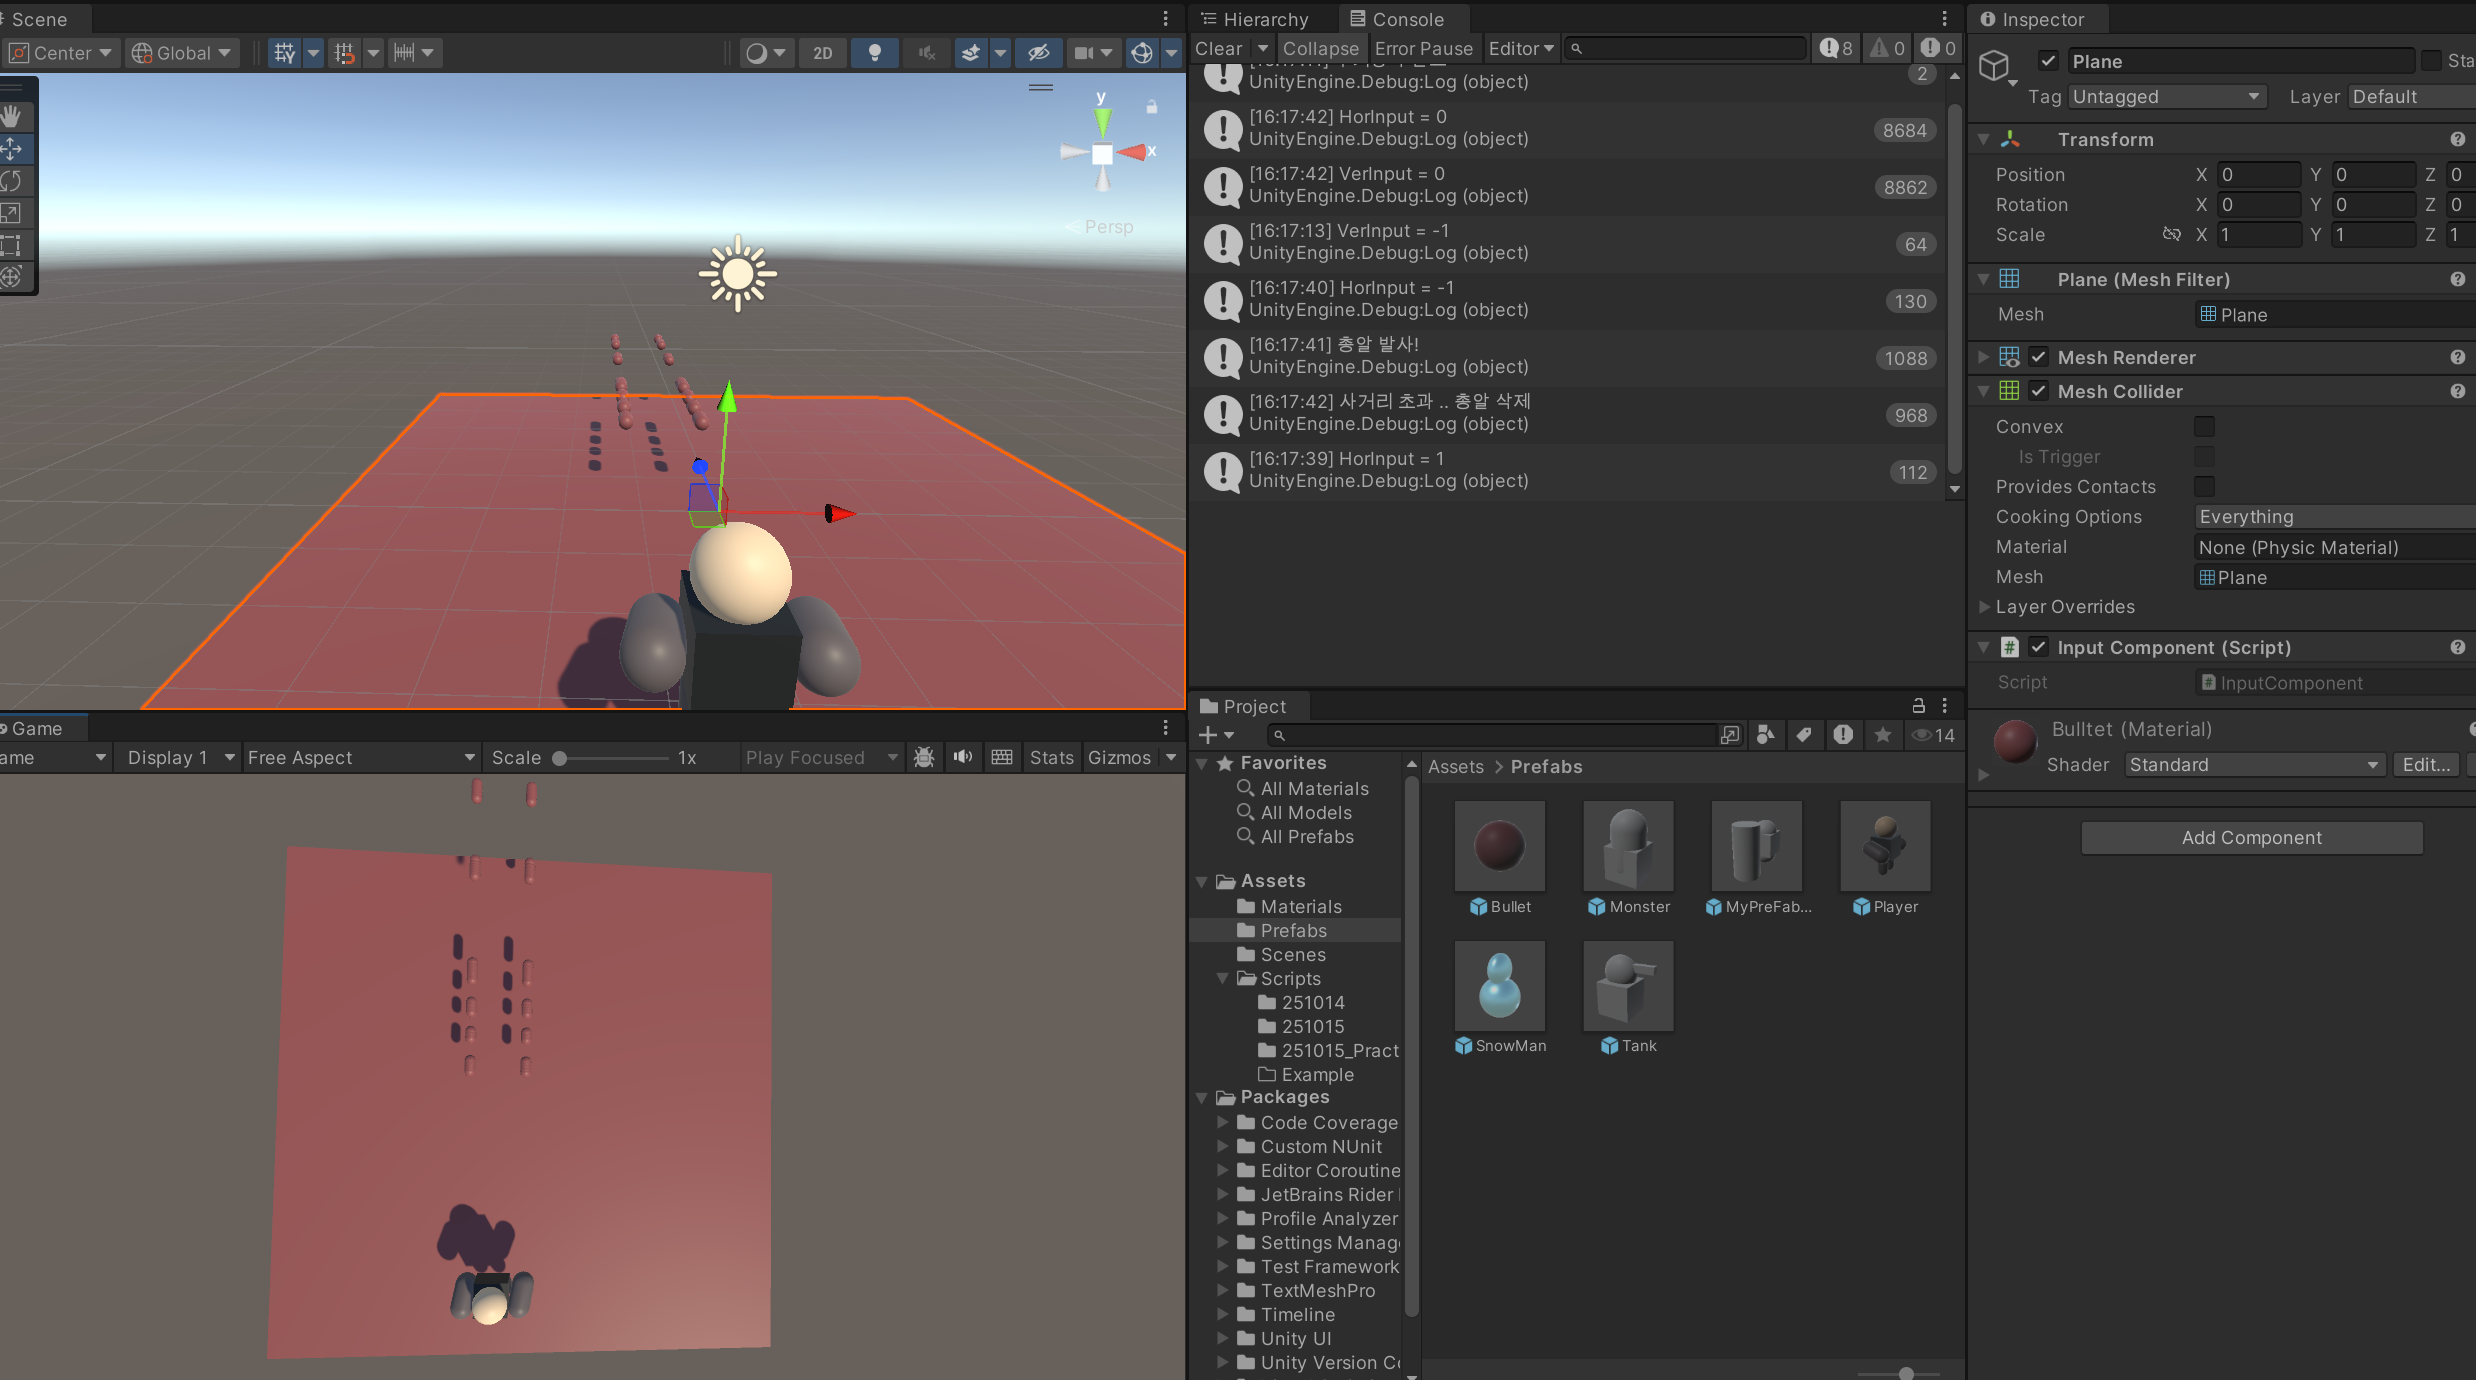 Scene
Center
Global
2D
y
x
Persp
Hierarchy
Console
Clear
Collapse
Error Pause
Editor
8
0
0
UnityEngine.Debug:Log (object)
2
[16:17:42] HorInput = 0
UnityEngine.Debug:Log (object)
8684
[16:17:42] VerInput = 0
UnityEngine.Debug:Log (object)
8862
[16:17:13] VerInput = -1
UnityEngine.Debug:Log (object)
64
[16:17:40] HorInput = -1
UnityEngine.Debug:Log (object)
130
[16:17:41] 총알 발사!
UnityEngine.Debug:Log (object)
1088
[16:17:42] 사거리 초과 .. 총알 삭제
UnityEngine.Debug:Log (object)
968
[16:17:39] HorInput = 1
UnityEngine.Debug:Log (object)
112
Inspector
Plane
Sta
Tag
Untagged
Layer
Default
Transform
Position X 0 Y 0 Z 0
Rotation X 0 Y 0 Z 0
Scale X 1 Y 1 Z 1
Plane (Mesh Filter)
Mesh
Plane
Mesh Renderer
Mesh Collider
Convex
Is Trigger
Provides Contacts
Cooking Options
Everything
Material
None (Physic Material)
Mesh
Plane
Layer Overrides
Input Component (Script)
Script
InputComponent
Bulltet (Material)
Shader
Standard
Edit...
Add Component
Game
ame
Display 1
Free Aspect
Scale
1x
Play Focused
Stats
Gizmos
Project
14
Favorites
All Materials
All Models
All Prefabs
Assets
Materials
Prefabs
Scenes
Scripts
251014
251015
251015_Pract
Example
Packages
Code Coverage
Custom NUnit
Editor Coroutine
JetBrains Rider
Profile Analyzer
Settings Manag
Test Framework
TextMeshPro
Timeline
Unity UI
Unity Version C
Assets > Prefabs
Bullet
Monster
MyPreFab...
Player
SnowMan
Tank